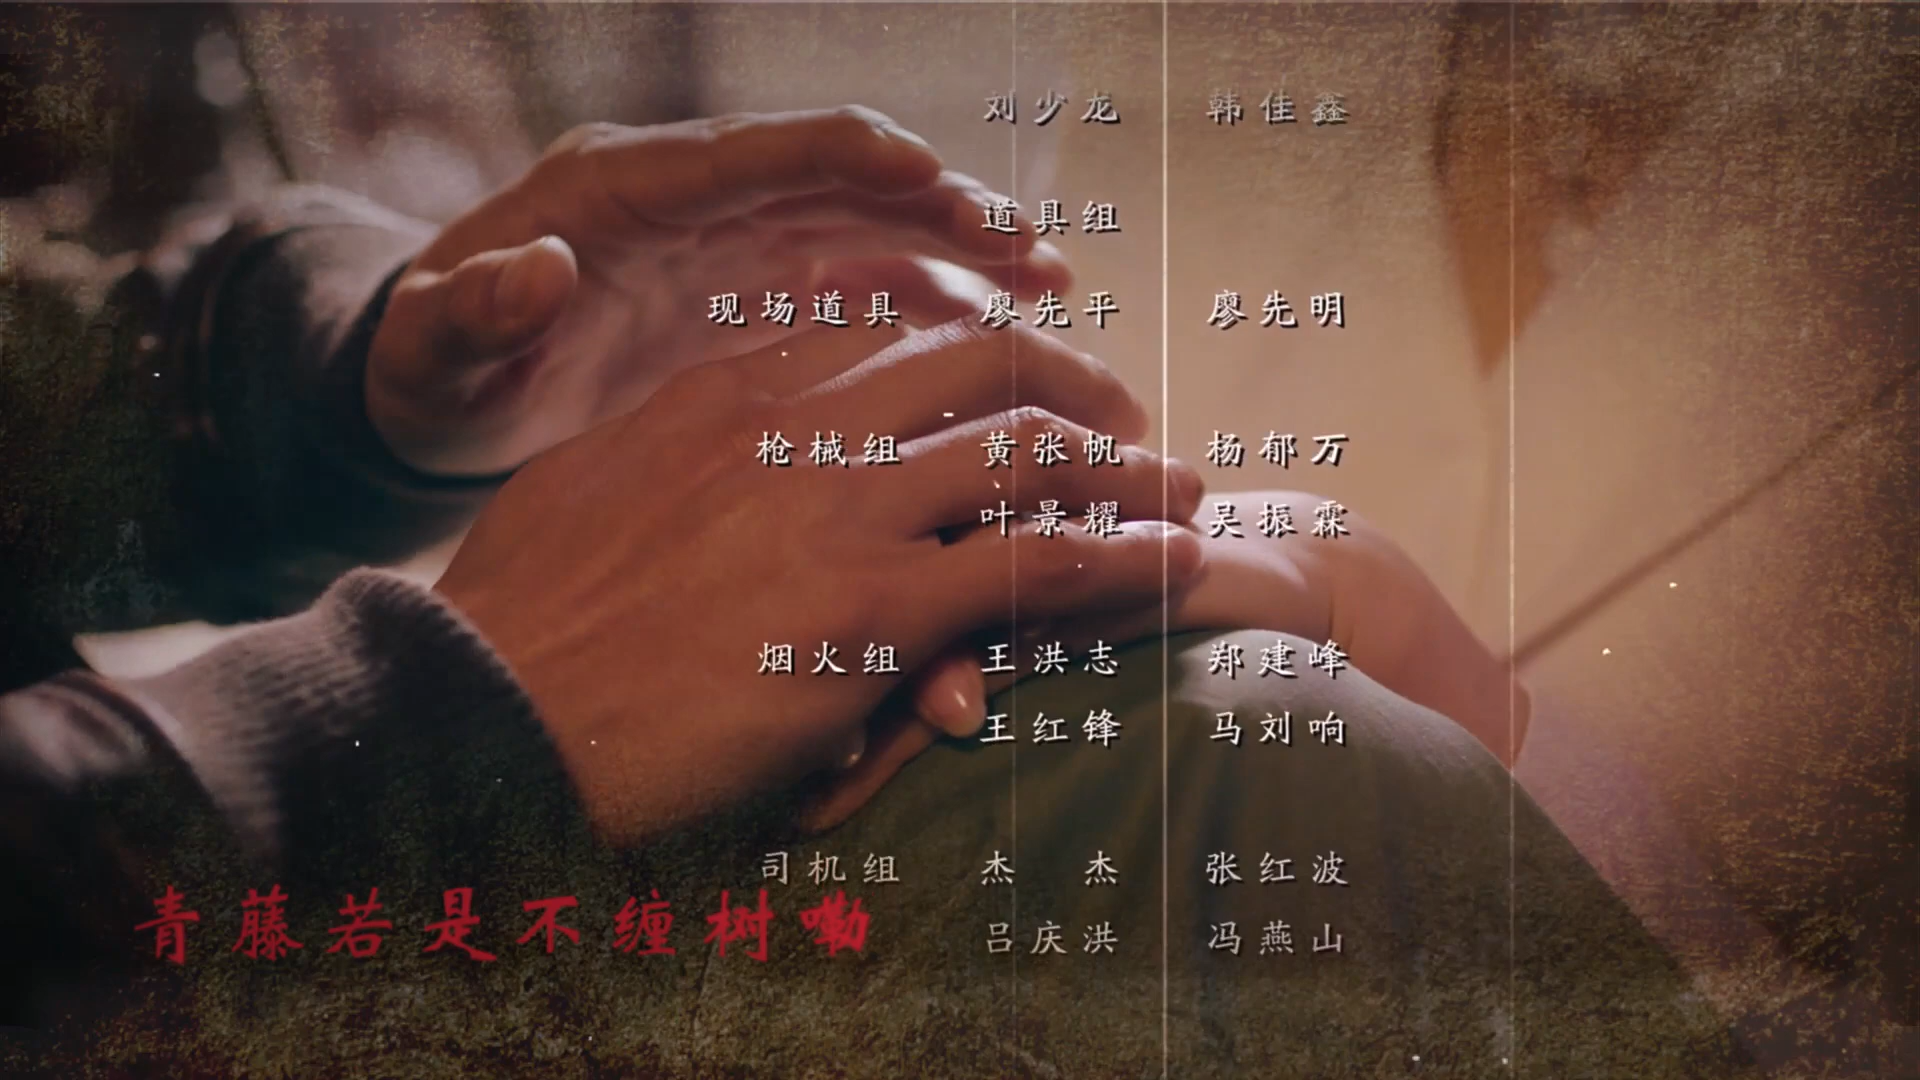 刘少龙 韩佳鑫
道具组
现场道具 廖先平 廖先明
枪械组 黄张帆 杨郁万
叶景耀 吴振霖
烟火组 王洪志 郑建峰
王红锋 马刘响
司机组 杰 杰 张红波
吕庆洪 冯燕山
青藤若是不缠树嘞